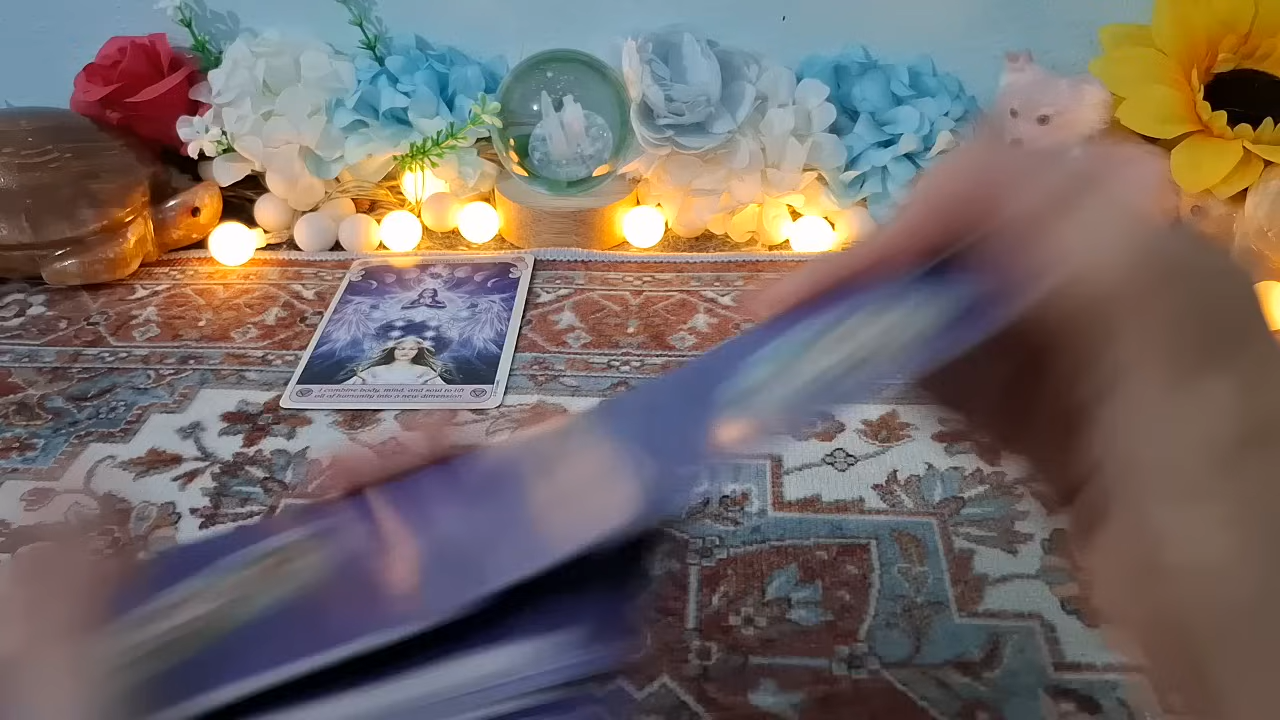 I combine body, mind, and soul to lift
all of humanity into a new dimension.